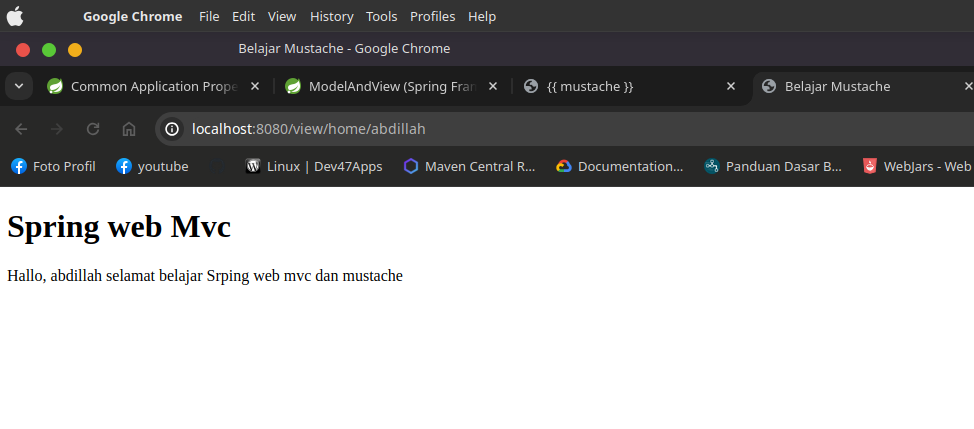 Google Chrome File Edit View History Tools Profiles Help
Belajar Mustache - Google Chrome
Common Application Prope ModelAndView (Spring Fran {{ mustache }} Belajar Mustache
localhost:8080/view/home/abdillah
Foto Profil youtube Linux | Dev47Apps Maven Central R... Documentation... Panduan Dasar B... WebJars - Web
Spring web Mvc
Hallo, abdillah selamat belajar Srping web mvc dan mustache